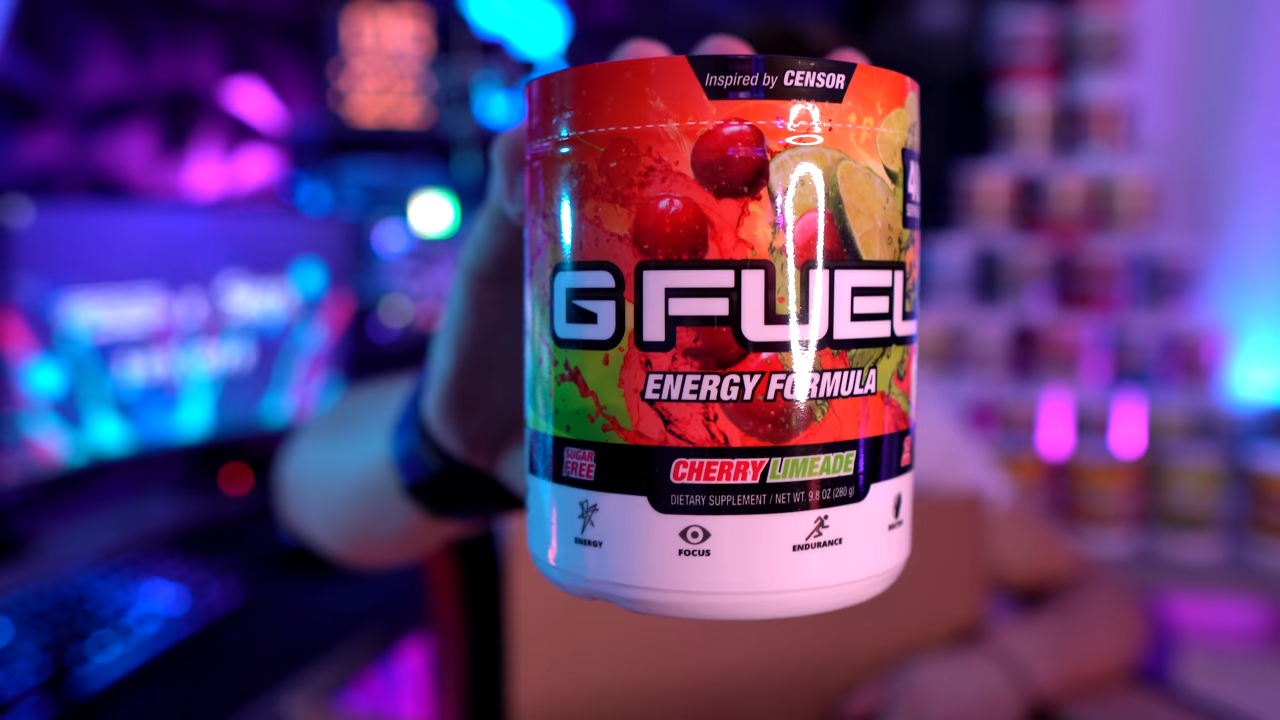 Inspired by CENSOR
G FUEL
ENERGY FORMULA
SUGAR
FREE
CHERRY LIMEADE
DIETARY SUPPLEMENT / NET WT. 9.8 OZ (280 g)
ENERGY
FOCUS
ENDURANCE